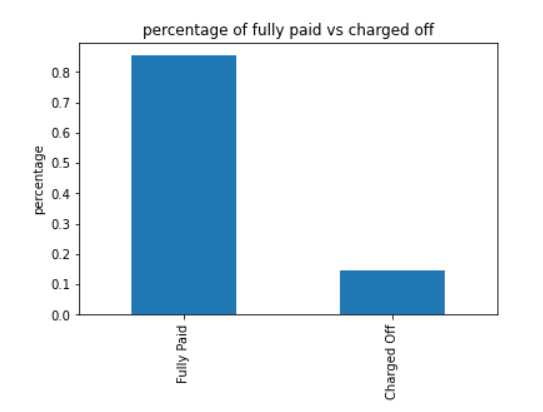 percentage of fully paid vs charged off
percentage
0.8
0.7
0.6
0.5
0.4
0.3
0.2
0.1
0.0
Fully Paid
Charged Off